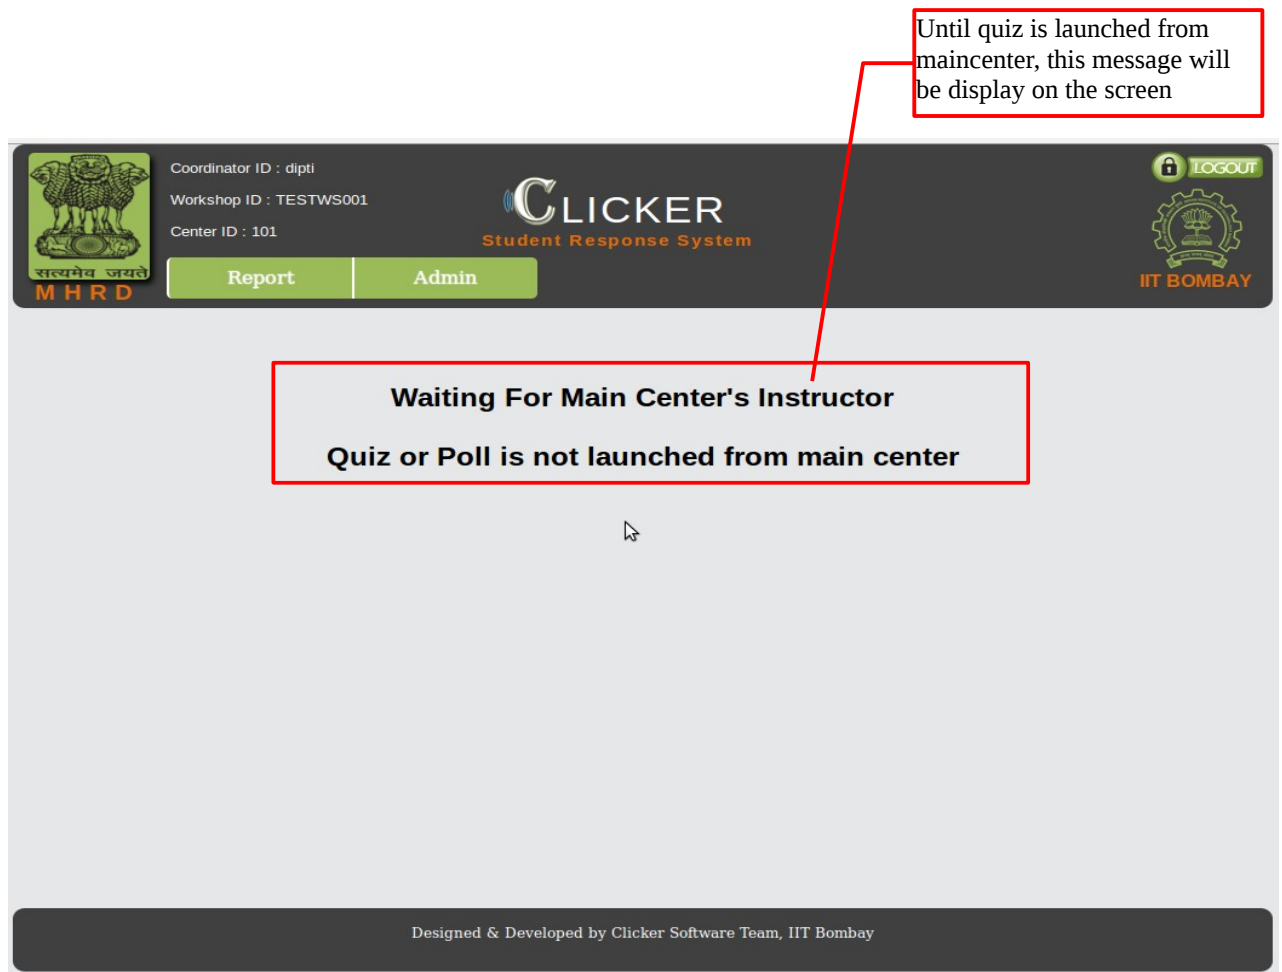 Until quiz is launched from
maincenter, this message will
be display on the screen
Coordinator ID : dipti
Workshop ID : TESTWS001
Center ID : 101
सत्यमेव जयते
MHRD
Report
Admin
CLICKER
Student Response System
LOGOUT
IIT BOMBAY
Waiting For Main Center's Instructor
Quiz or Poll is not launched from main center
Designed & Developed by Clicker Software Team, IIT Bombay